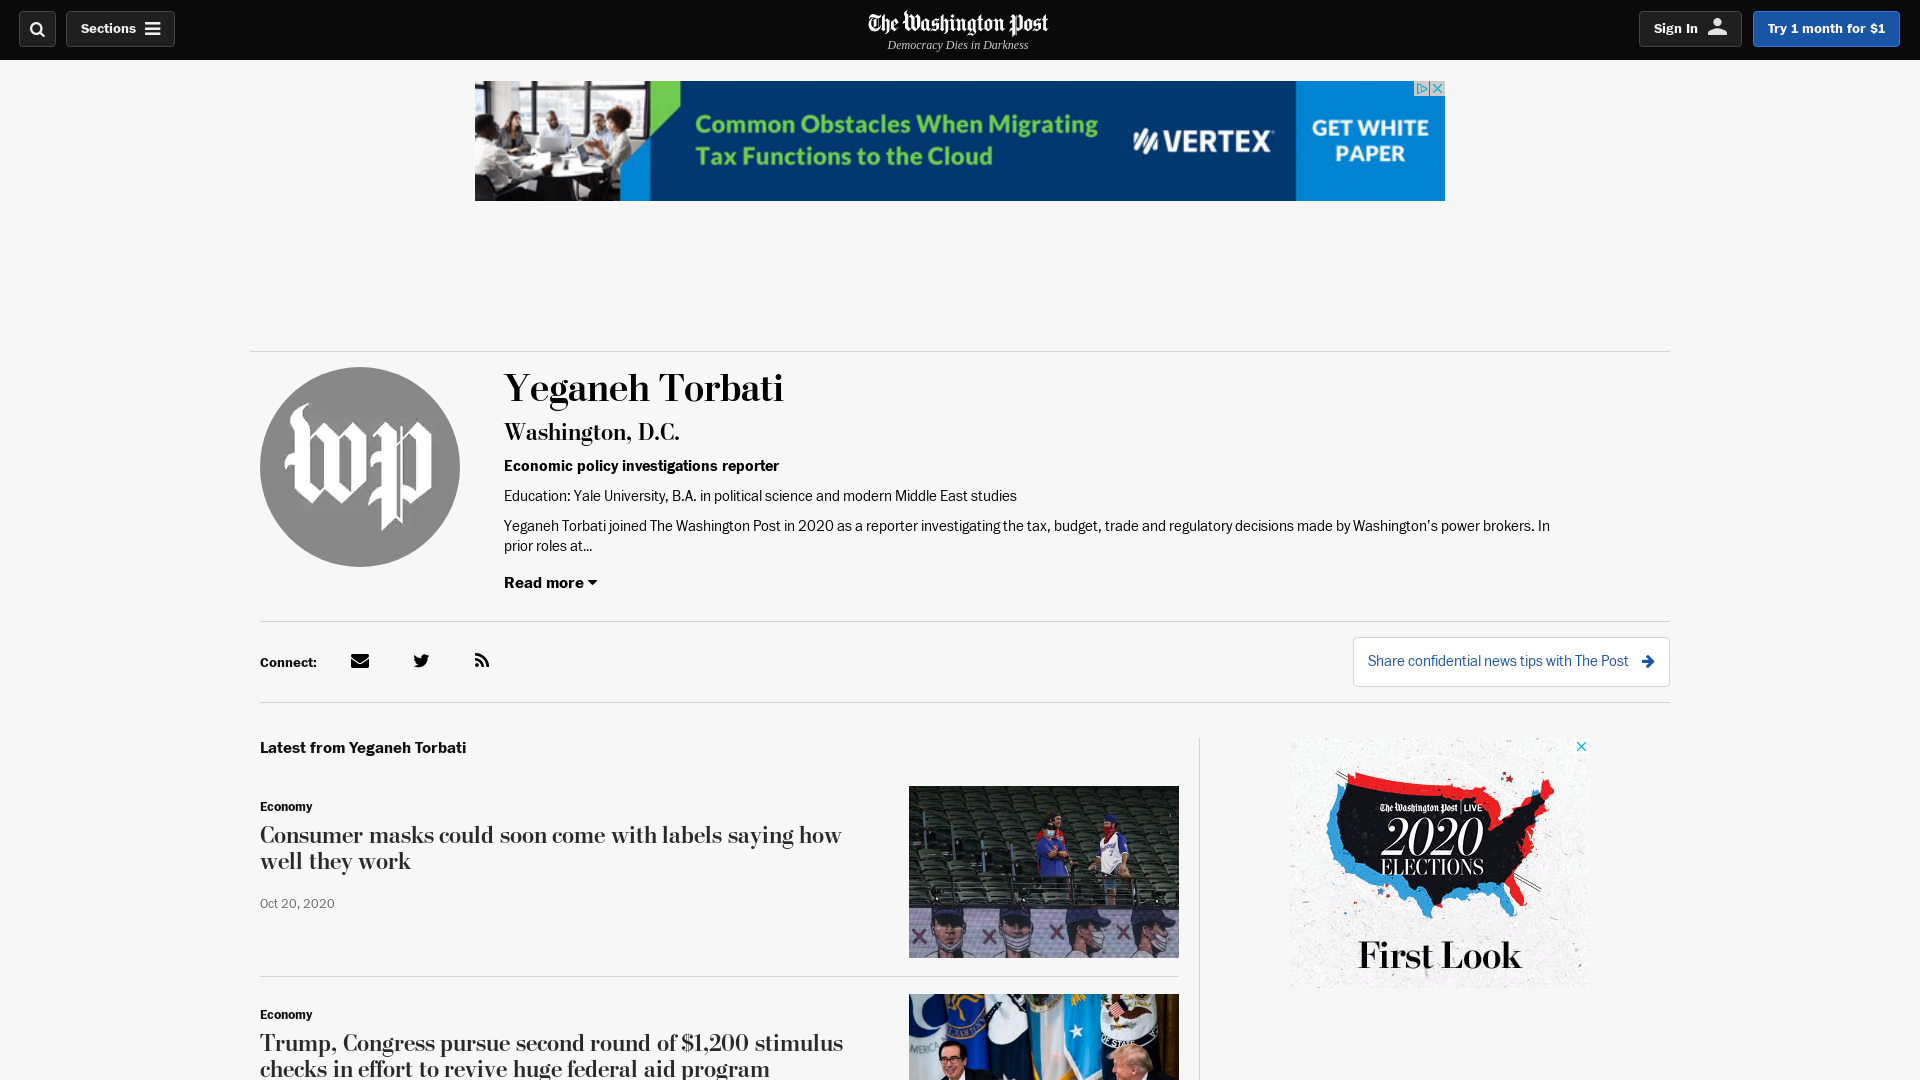 Sections
The Washington Post
Democracy Dies in Darkness
Sign In
Try 1 month for $1
Common Obstacles When Migrating
Tax Functions to the Cloud
VERTEX
GET WHITE
PAPER
wp
Yeganeh Torbati
Washington, D.C.
Economic policy investigations reporter
Education: Yale University, B.A. in political science and modern Middle East studies
Yeganeh Torbati joined The Washington Post in 2020 as a reporter investigating the tax, budget, trade and regulatory decisions made by Washington's power brokers. In
prior roles at...
Read more
Connect:
Share confidential news tips with The Post
Latest from Yeganeh Torbati
Economy
Consumer masks could soon come with labels saying how
well they work
Oct 20, 2020
The Washington Post LIVE
2020
ELECTIONS
First Look
Economy
Trump, Congress pursue second round of $1,200 stimulus
checks in effort to revive huge federal aid program